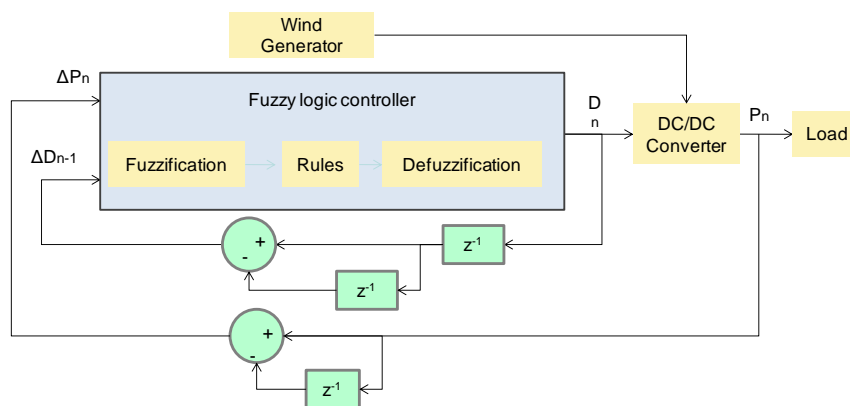 Wind
Generator
ΔPn
Fuzzy logic controller
D
n
Pn
DC/DC
Converter
Load
ΔDn-1
Fuzzification
Rules
Defuzzification
+
-
z-1
z-1
+
-
z-1